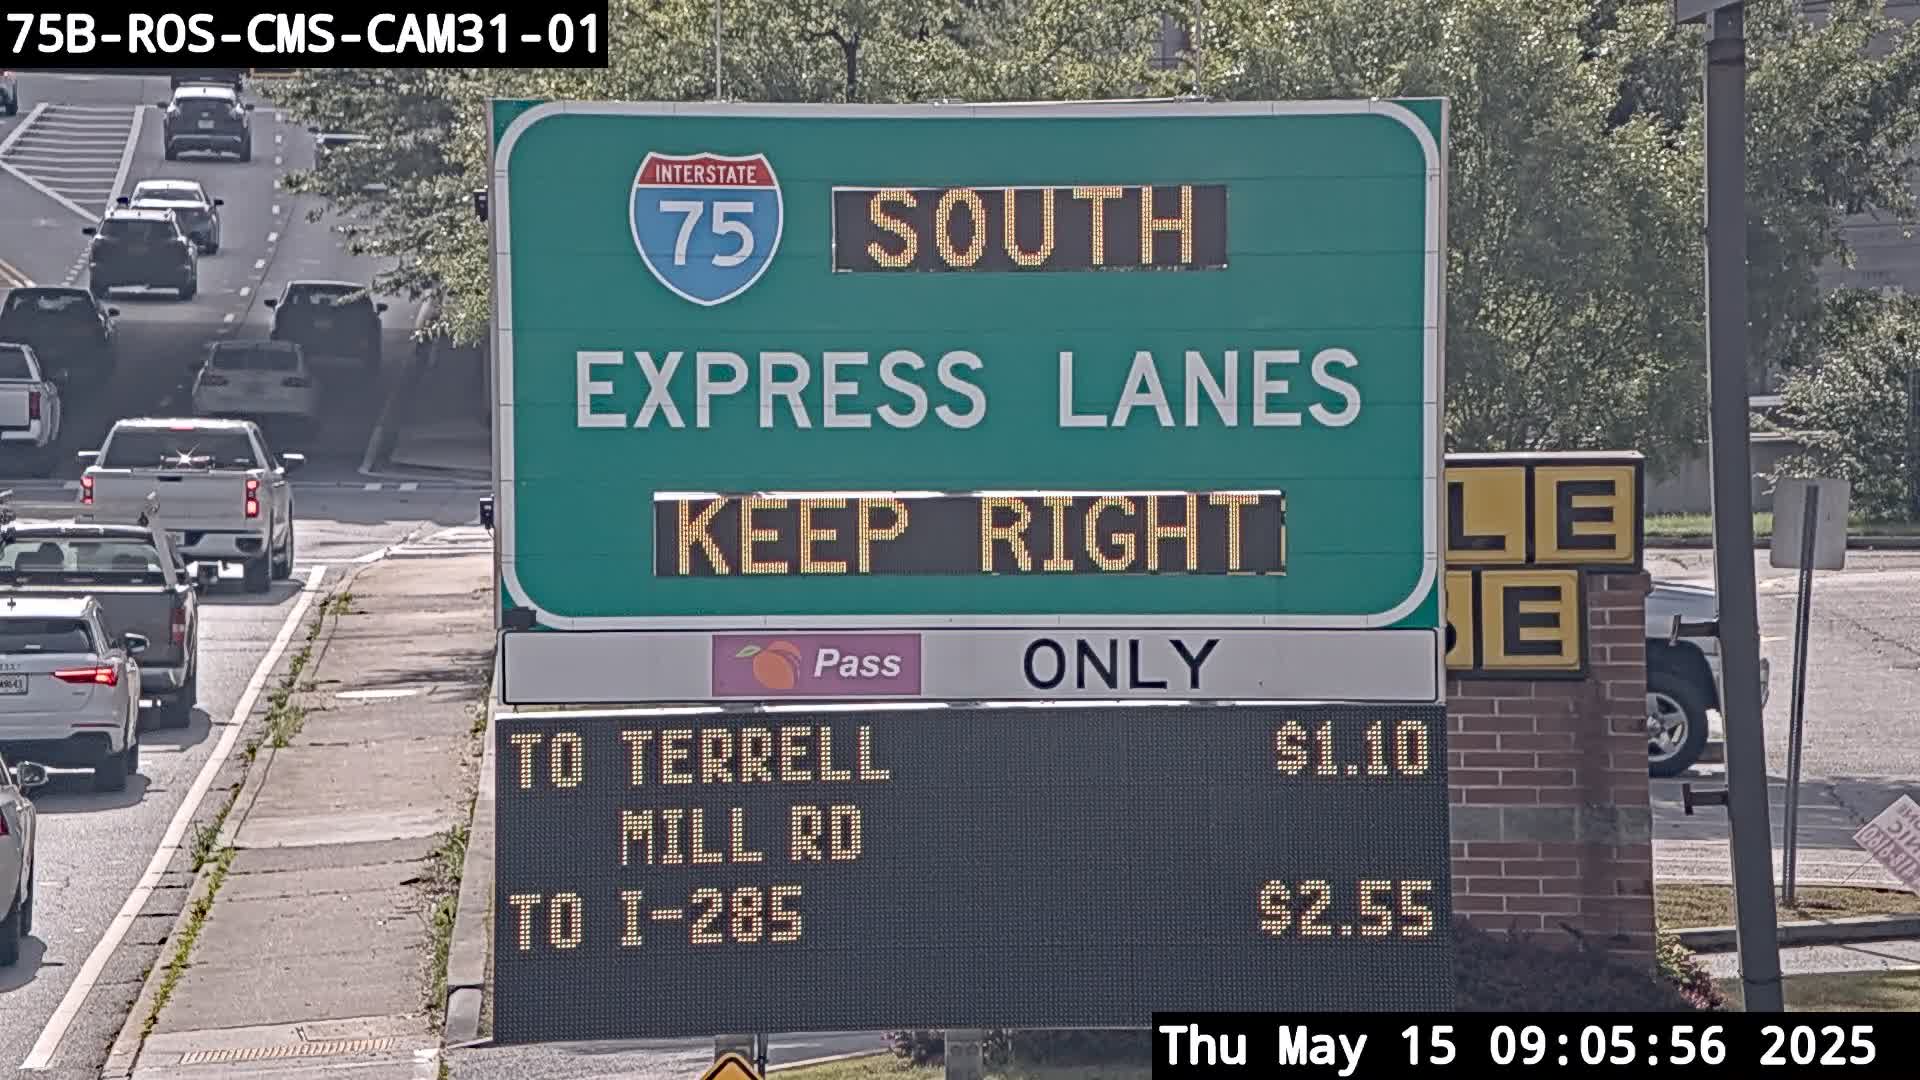 75B-ROS-CMS-CAM31-01
INTERSTATE
75
SOUTH
EXPRESS LANES
KEEP RIGHT
LE
E
Pass ONLY
TO TERRELL $1.10
MILL RD
TO I-285 $2.55
Thu May 15 09:05:56 2025